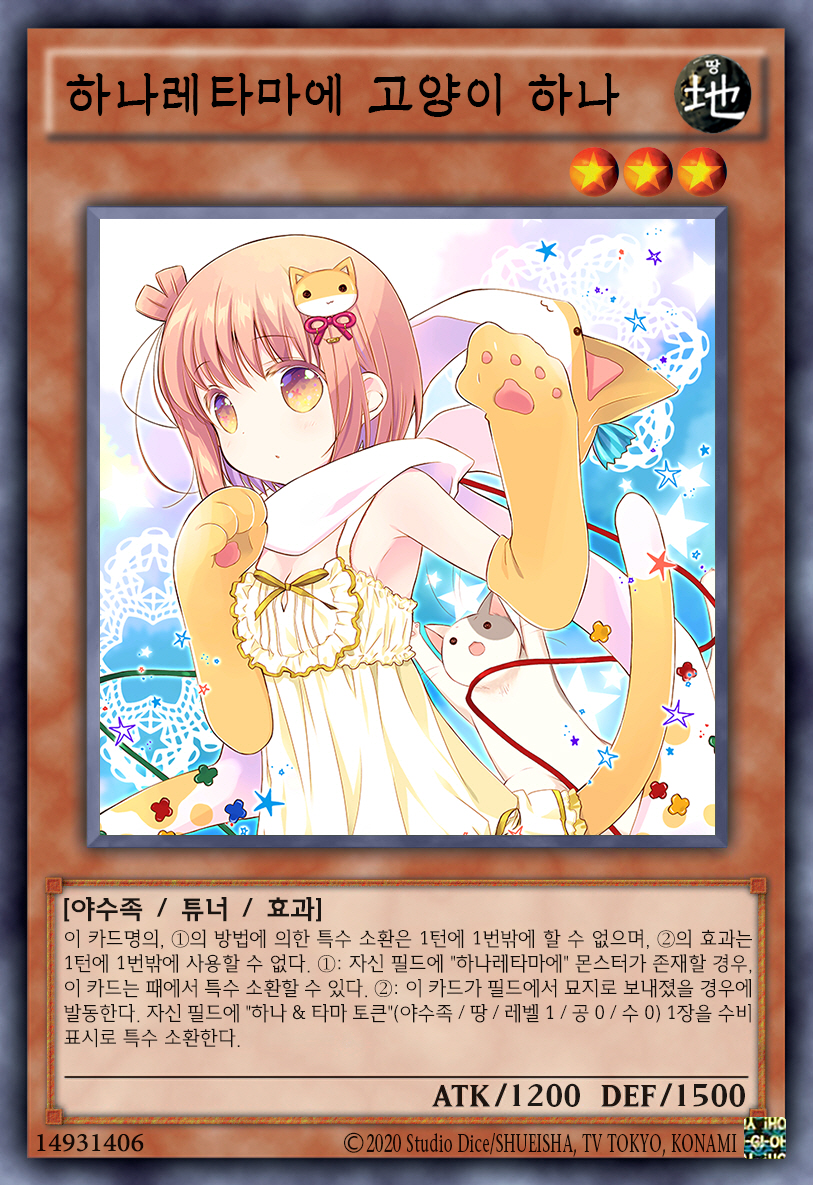 하나레타마에 고양이 하나
땅
地
[야수족 / 튜너 / 효과]
이 카드명의, ①의 방법에 의한 특수 소환은 1턴에 1번밖에 할 수 없으며, ②의 효과는
1턴에 1번밖에 사용할 수 없다. ①: 자신 필드에 "하나레타마에" 몬스터가 존재할 경우,
이 카드는 패에서 특수 소환할 수 있다. ②: 이 카드가 필드에서 묘지로 보내졌을 경우에
발동한다. 자신 필드에 "하나 & 타마 토큰"(야수족 / 땅 / 레벨 1 / 공 0 / 수 0) 1장을 수비
표시로 특수 소환한다.
ATK/1200 DEF/1500
14931406 ©2020 Studio Dice/SHUEISHA, TV TOKYO, KONAMI